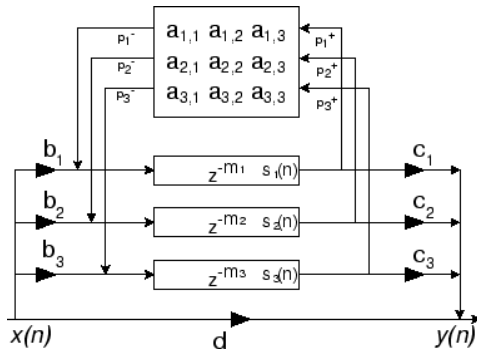 p₁⁻ a₁,₁ a₁,₂ a₁,₃ p₁⁺
p₂⁻ a₂,₁ a₂,₂ a₂,₃ p₂⁺
p₃⁻ a₃,₁ a₃,₂ a₃,₃ p₃⁺
b₁ z⁻ᵐ¹ s₁(n) c₁
b₂ z⁻ᵐ² s₂(n) c₂
b₃ z⁻ᵐ³ s₃(n) c₃
x(n) d y(n)